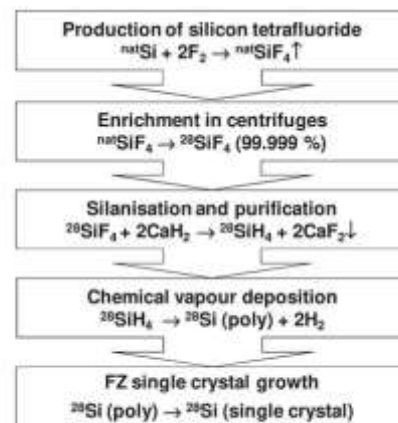 Production of silicon tetrafluoride
ⁿᵃᵗSi + 2F₂ → ⁿᵃᵗSiF₄↑
Enrichment in centrifuges
ⁿᵃᵗSiF₄ → ²⁸SiF₄ (99.999 %)
Silanisation and purification
²⁸SiF₄ + 2CaH₂ → ²⁸SiH₄ + 2CaF₂↓
Chemical vapour deposition
²⁸SiH₄ → ²⁸Si (poly) + 2H₂
FZ single crystal growth
²⁸Si (poly) → ²⁸Si (single crystal)